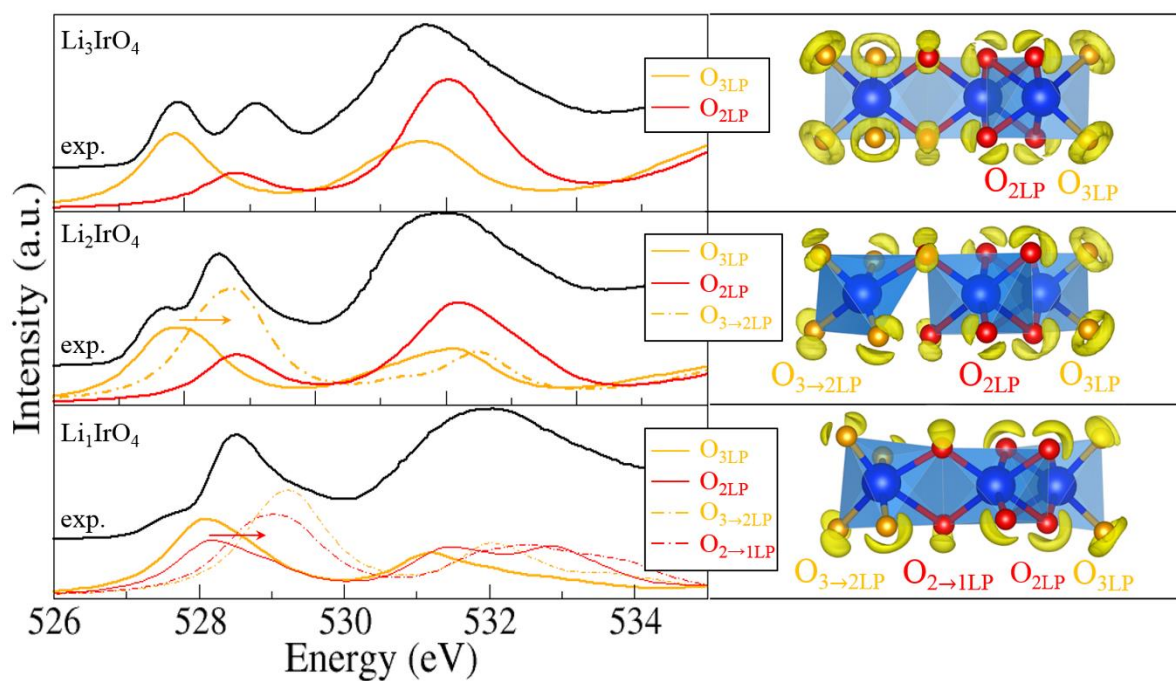 Intensity (a.u.)
Li₃IrO₄
exp.
O₃LP
O₂LP
O₂LP O₃LP
Li₂IrO₄
exp.
O₃LP
O₂LP
O₃→₂LP
O₃→₂LP O₂LP O₃LP
Li₁IrO₄
exp.
O₃LP
O₂LP
O₃→₂LP
O₂→₁LP
O₃→₂LP O₂→₁LP O₂LP O₃LP
526 528 530 532 534
Energy (eV)